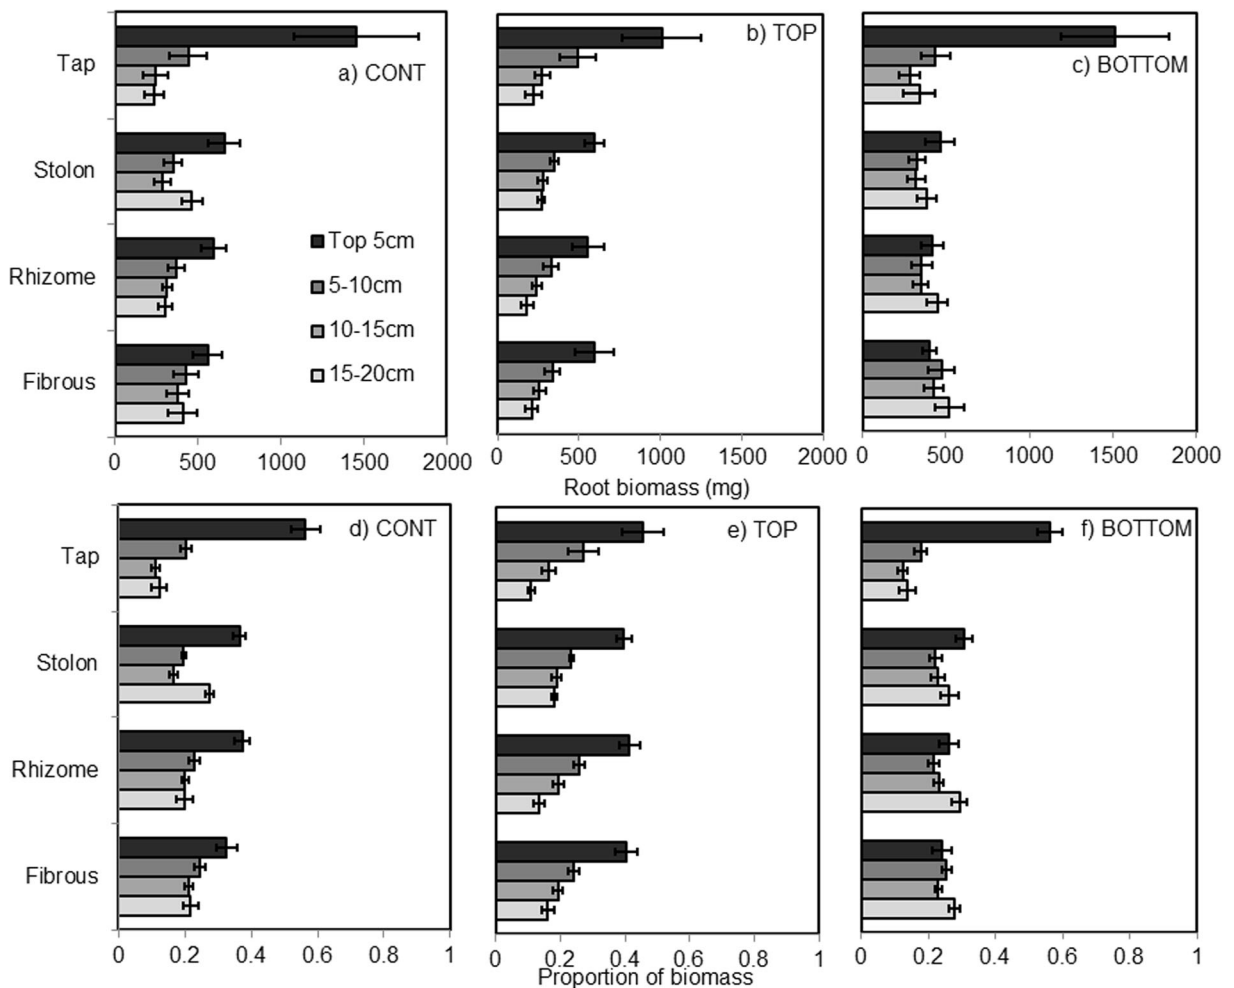 a) CONT
b) TOP
c) BOTTOM
Tap
Stolon
Rhizome
Fibrous
Top 5cm
5-10cm
10-15cm
15-20cm
0 500 1000 1500 2000
0 500 1000 1500 2000
0 500 1000 1500 2000
Root biomass (mg)
d) CONT
e) TOP
f) BOTTOM
Tap
Stolon
Rhizome
Fibrous
0 0.2 0.4 0.6 0.8 1
0 0.2 0.4 0.6 0.8 1
0 0.2 0.4 0.6 0.8 1
Proportion of biomass